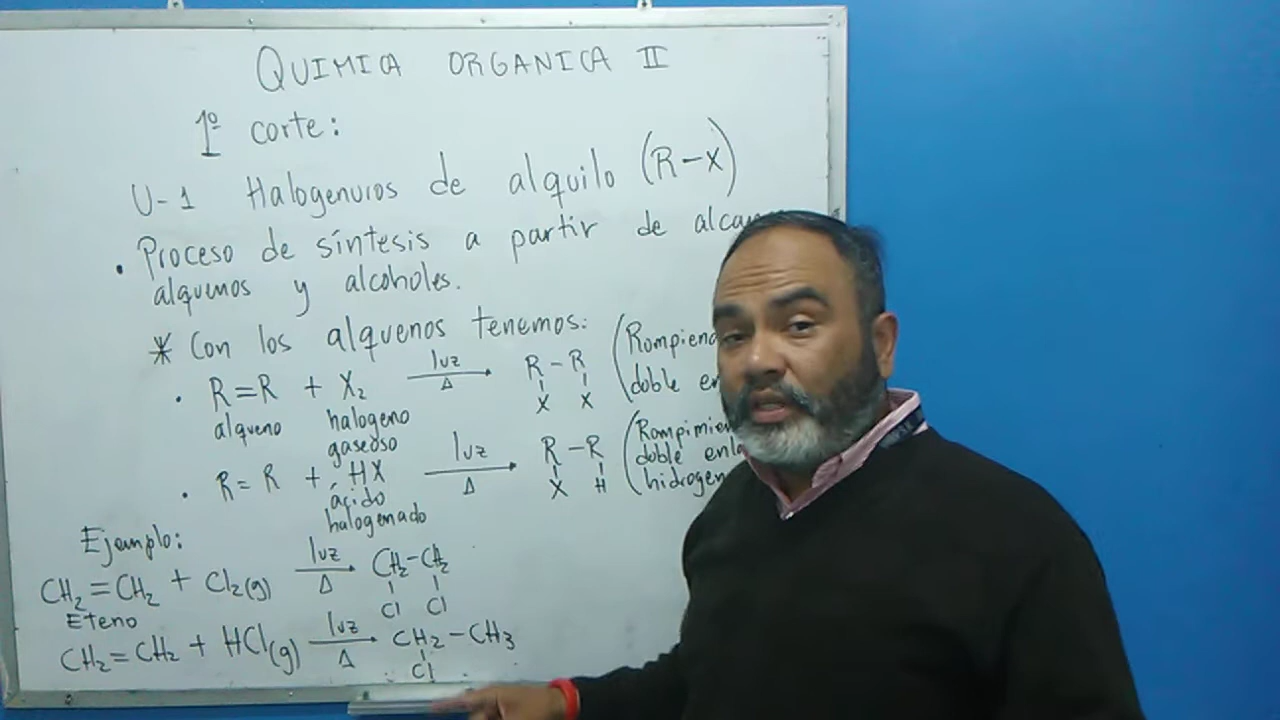 QUIMICA ORGANICA II
1º corte:
U-1 Halogenuros de alquilo (R-X)
• Proceso de síntesis a partir de
alquenos y alcoholes.
* Con los alquenos tenemos:
• R=R + X₂ luz Δ → R-R (
X X doble
alqueno halogeno
gaseoso
• R=R + HX luz Δ → R-R (
X H doble
ácido
halogenado
Ejemplo:
CH₂=CH₂ + Cl₂(g) luz Δ → CH₂-CH₂
Cl Cl
Eteno
CH₂=CH₂ + HCl(g) luz Δ → CH₂-CH₃
Cl